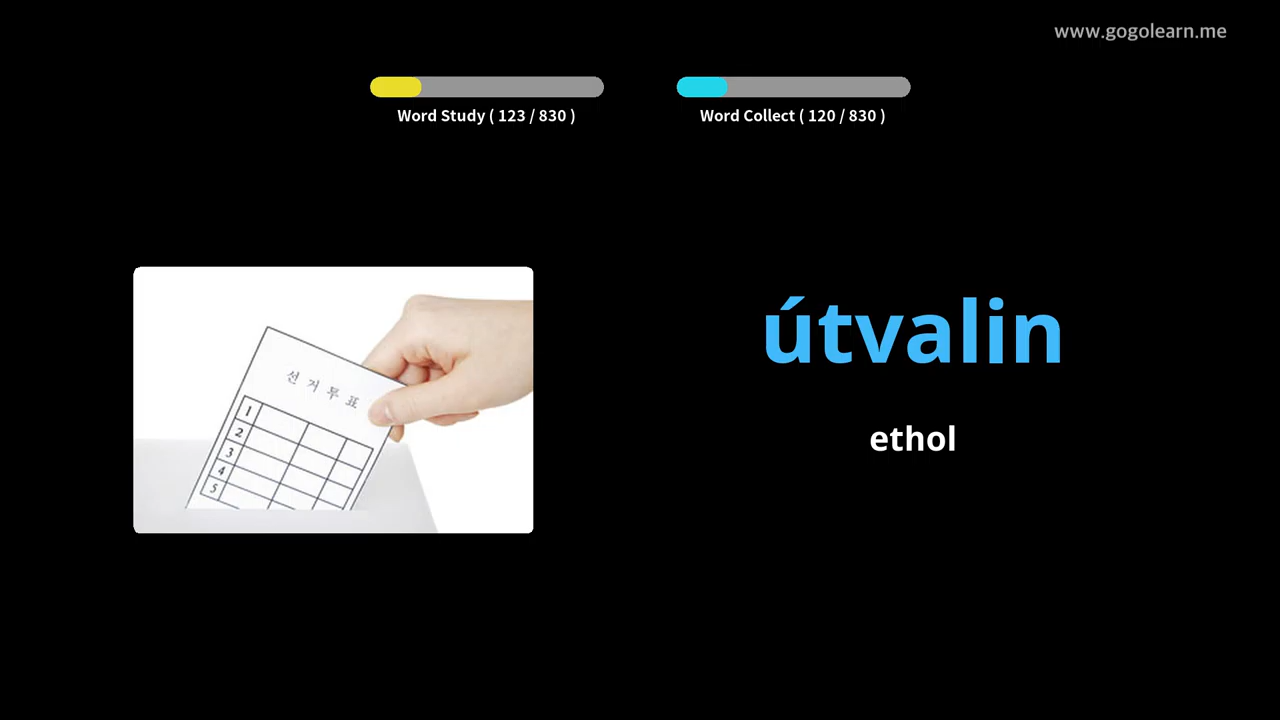 www.gogolearn.me
Word Study ( 123 / 830 )
Word Collect ( 120 / 830 )
선거투표
1
2
3
4
5
útvalin
ethol